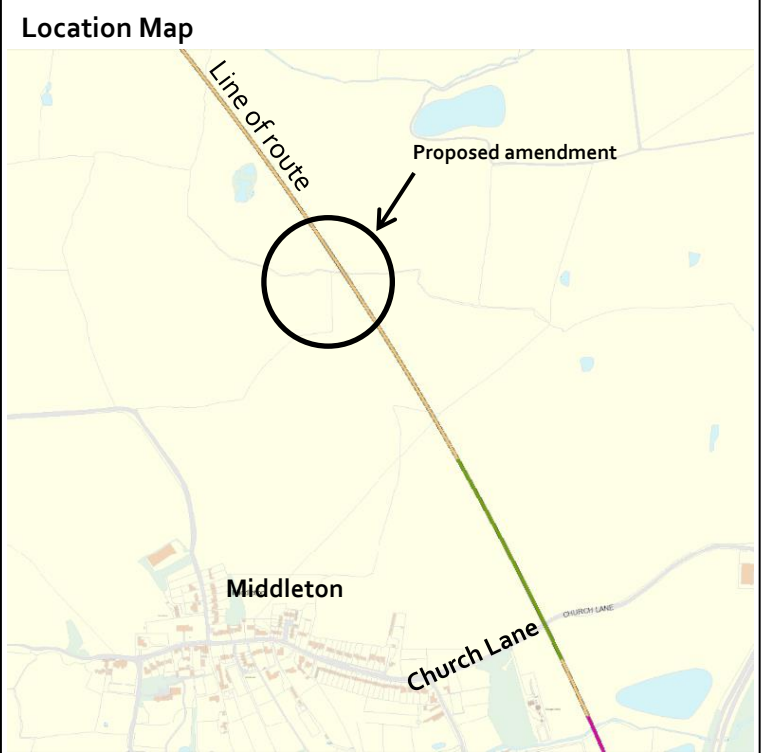 Location Map
Line of route
Proposed amendment
Middleton
CHURCH LANE
Church Lane